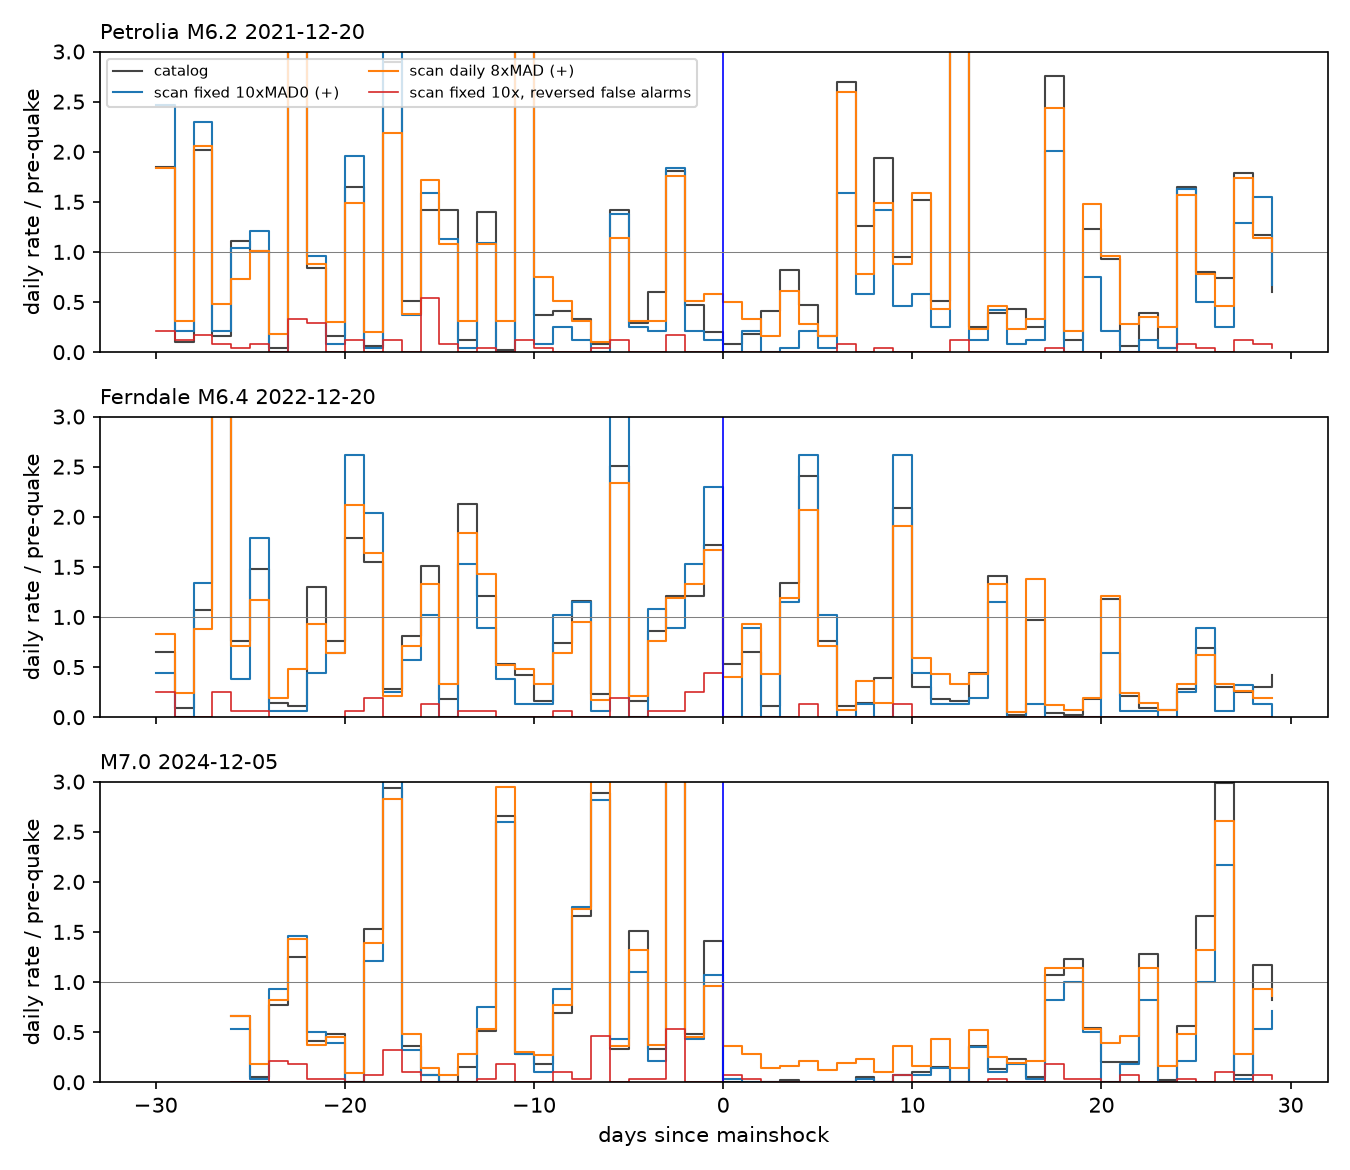 Petrolia M6.2 2021-12-20
daily rate / pre-quake
3.0
2.5
2.0
1.5
1.0
0.5
0.0
catalog
scan fixed 10xMAD0 (+)
scan daily 8xMAD (+)
scan fixed 10x, reversed false alarms
Ferndale M6.4 2022-12-20
daily rate / pre-quake
3.0
2.5
2.0
1.5
1.0
0.5
0.0
M7.0 2024-12-05
daily rate / pre-quake
3.0
2.5
2.0
1.5
1.0
0.5
0.0
−30 −20 −10 0 10 20 30
days since mainshock